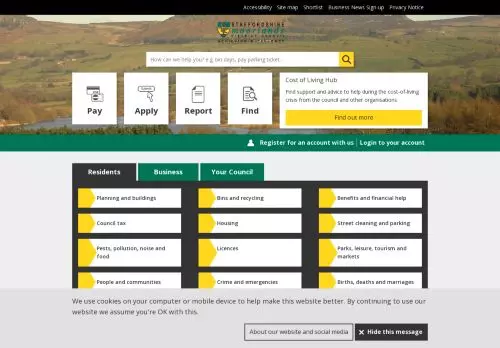 Accessibility Site map Shortlist Business News Sign up Privacy Notice
STAFFORDSHIRE
moorlands
DISTRICT COUNCIL
How can we help you? e.g. tax days, pay parking ticket...
Pay
Apply
Report
Find
Cost of Living Hub
Find support and advice to help during the cost-of-living
crisis from the council and other organisations.
Find out more
Register for an account with us | Login to your account
Residents
Business
Your Council
Planning and buildings
Bins and recycling
Benefits and financial help
Council tax
Housing
Street cleaning and parking
Pests, pollution, noise and
food
Licences
Parks, leisure, tourism and
markets
People and communities
Crime and emergencies
Births, deaths and marriages
We use cookies on your computer or mobile device to help make this website better. By continuing to use our
website we assume you're OK with this.
About our website and social media
Hide this message